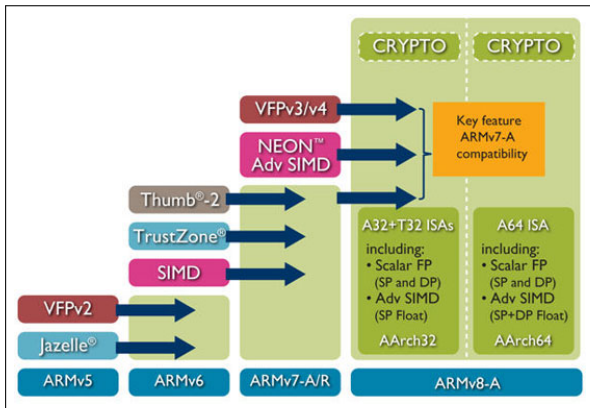 CRYPTO
CRYPTO
VFPv3/v4
Key feature
ARMv7-A
compatibility
NEON™
Adv SIMD
Thumb®-2
TrustZone®
SIMD
A32+T32 ISAs
including:
• Scalar FP
(SP and DP)
• Adv SIMD
(SP Float)
AArch32
A64 ISA
including:
• Scalar FP
(SP and DP)
• Adv SIMD
(SP+DP Float)
AArch64
VFPv2
Jazelle®
ARMv5
ARMv6
ARMv7-A/R
ARMv8-A